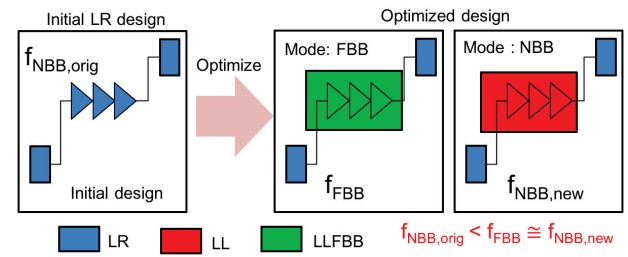 Initial LR design
Optimized design
f_NBB,orig
Optimize
Mode: FBB
Mode : NBB
Initial design
f_FBB
f_NBB,new
LR
LL
LLFBB
f_NBB,orig < f_FBB ≅ f_NBB,new